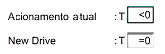 Acionamento atual : T <0
New Drive : T =0